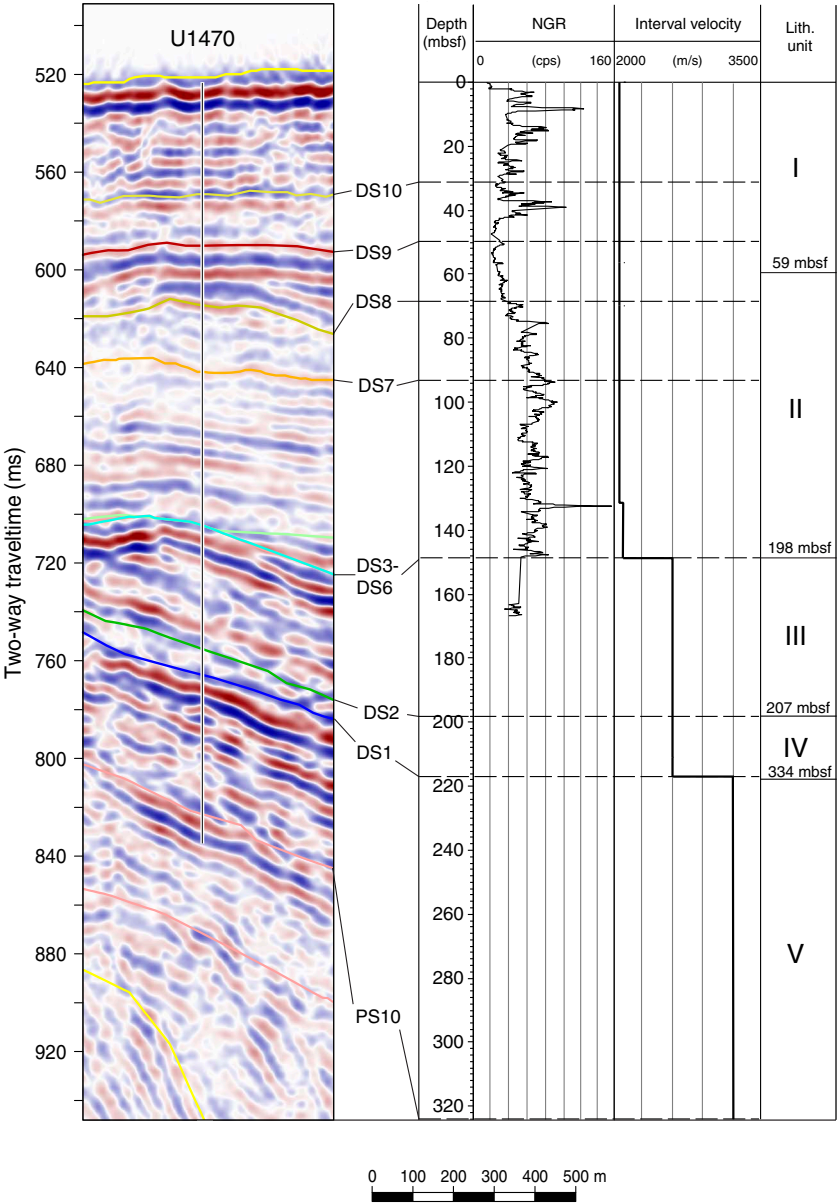 U1470
Depth
(mbsf)
NGR
Interval velocity
Lith.
unit
0 (cps) 160
2000 (m/s) 3500
Two-way traveltime (ms)
520
560
600
640
680
720
760
800
840
880
920
DS10
DS9
DS8
DS7
DS3-
DS6
DS2
DS1
PS10
0
20
40
60
80
100
120
140
160
180
200
220
240
260
280
300
320
I
59 mbsf
II
198 mbsf
III
207 mbsf
IV
334 mbsf
V
0 100 200 300 400 500 m